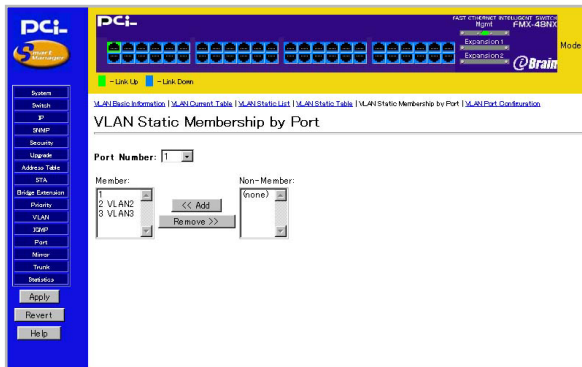 PCi-
Smart
Manager
System
Switch
IP
SNMP
Security
Upgrade
Address Table
STA
Bridge Extension
Priority
VLAN
IGMP
Port
Mirror
Trunk
Statistics
Apply
Revert
Help
PCi-
FAST ETHERNET INTELLIGENT SWITCH
Mgmt FMX-48NX
Expansion1
Expansion2
Mode
@Brain
- Link Up - Link Down
VLAN Basic Information | VLAN Current Table | VLAN Static List | VLAN Static Table | VLAN Static Membership by Port | VLAN Port Configuration
VLAN Static Membership by Port
Port Number: 1
Member: Non-Member:
1
2 VLAN2
3 VLAN3
<< Add
Remove >>
(none)